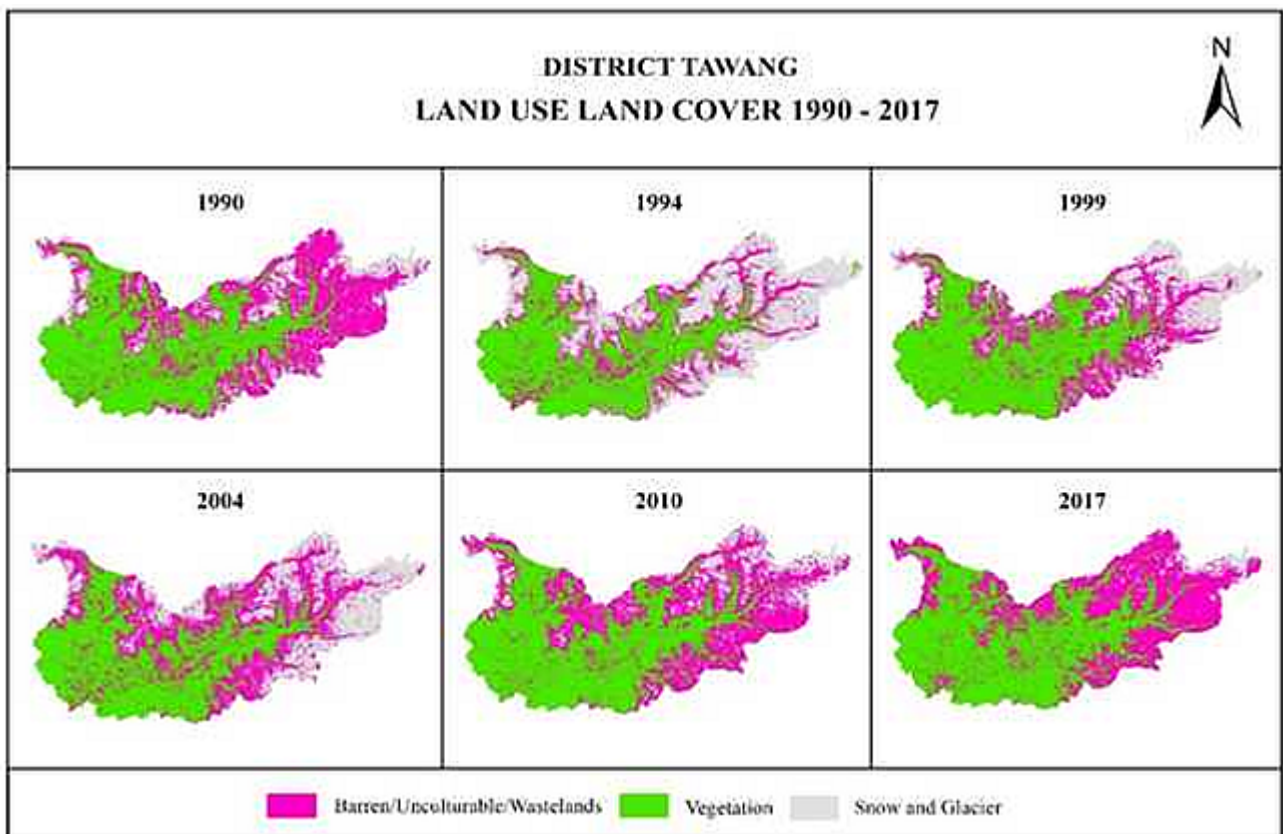 DISTRICT TAWANG
LAND USE LAND COVER 1990 - 2017
N
1990
1994
1999
2004
2010
2017
Barren/Unculturable/Wastelands
Vegetation
Snow and Glacier